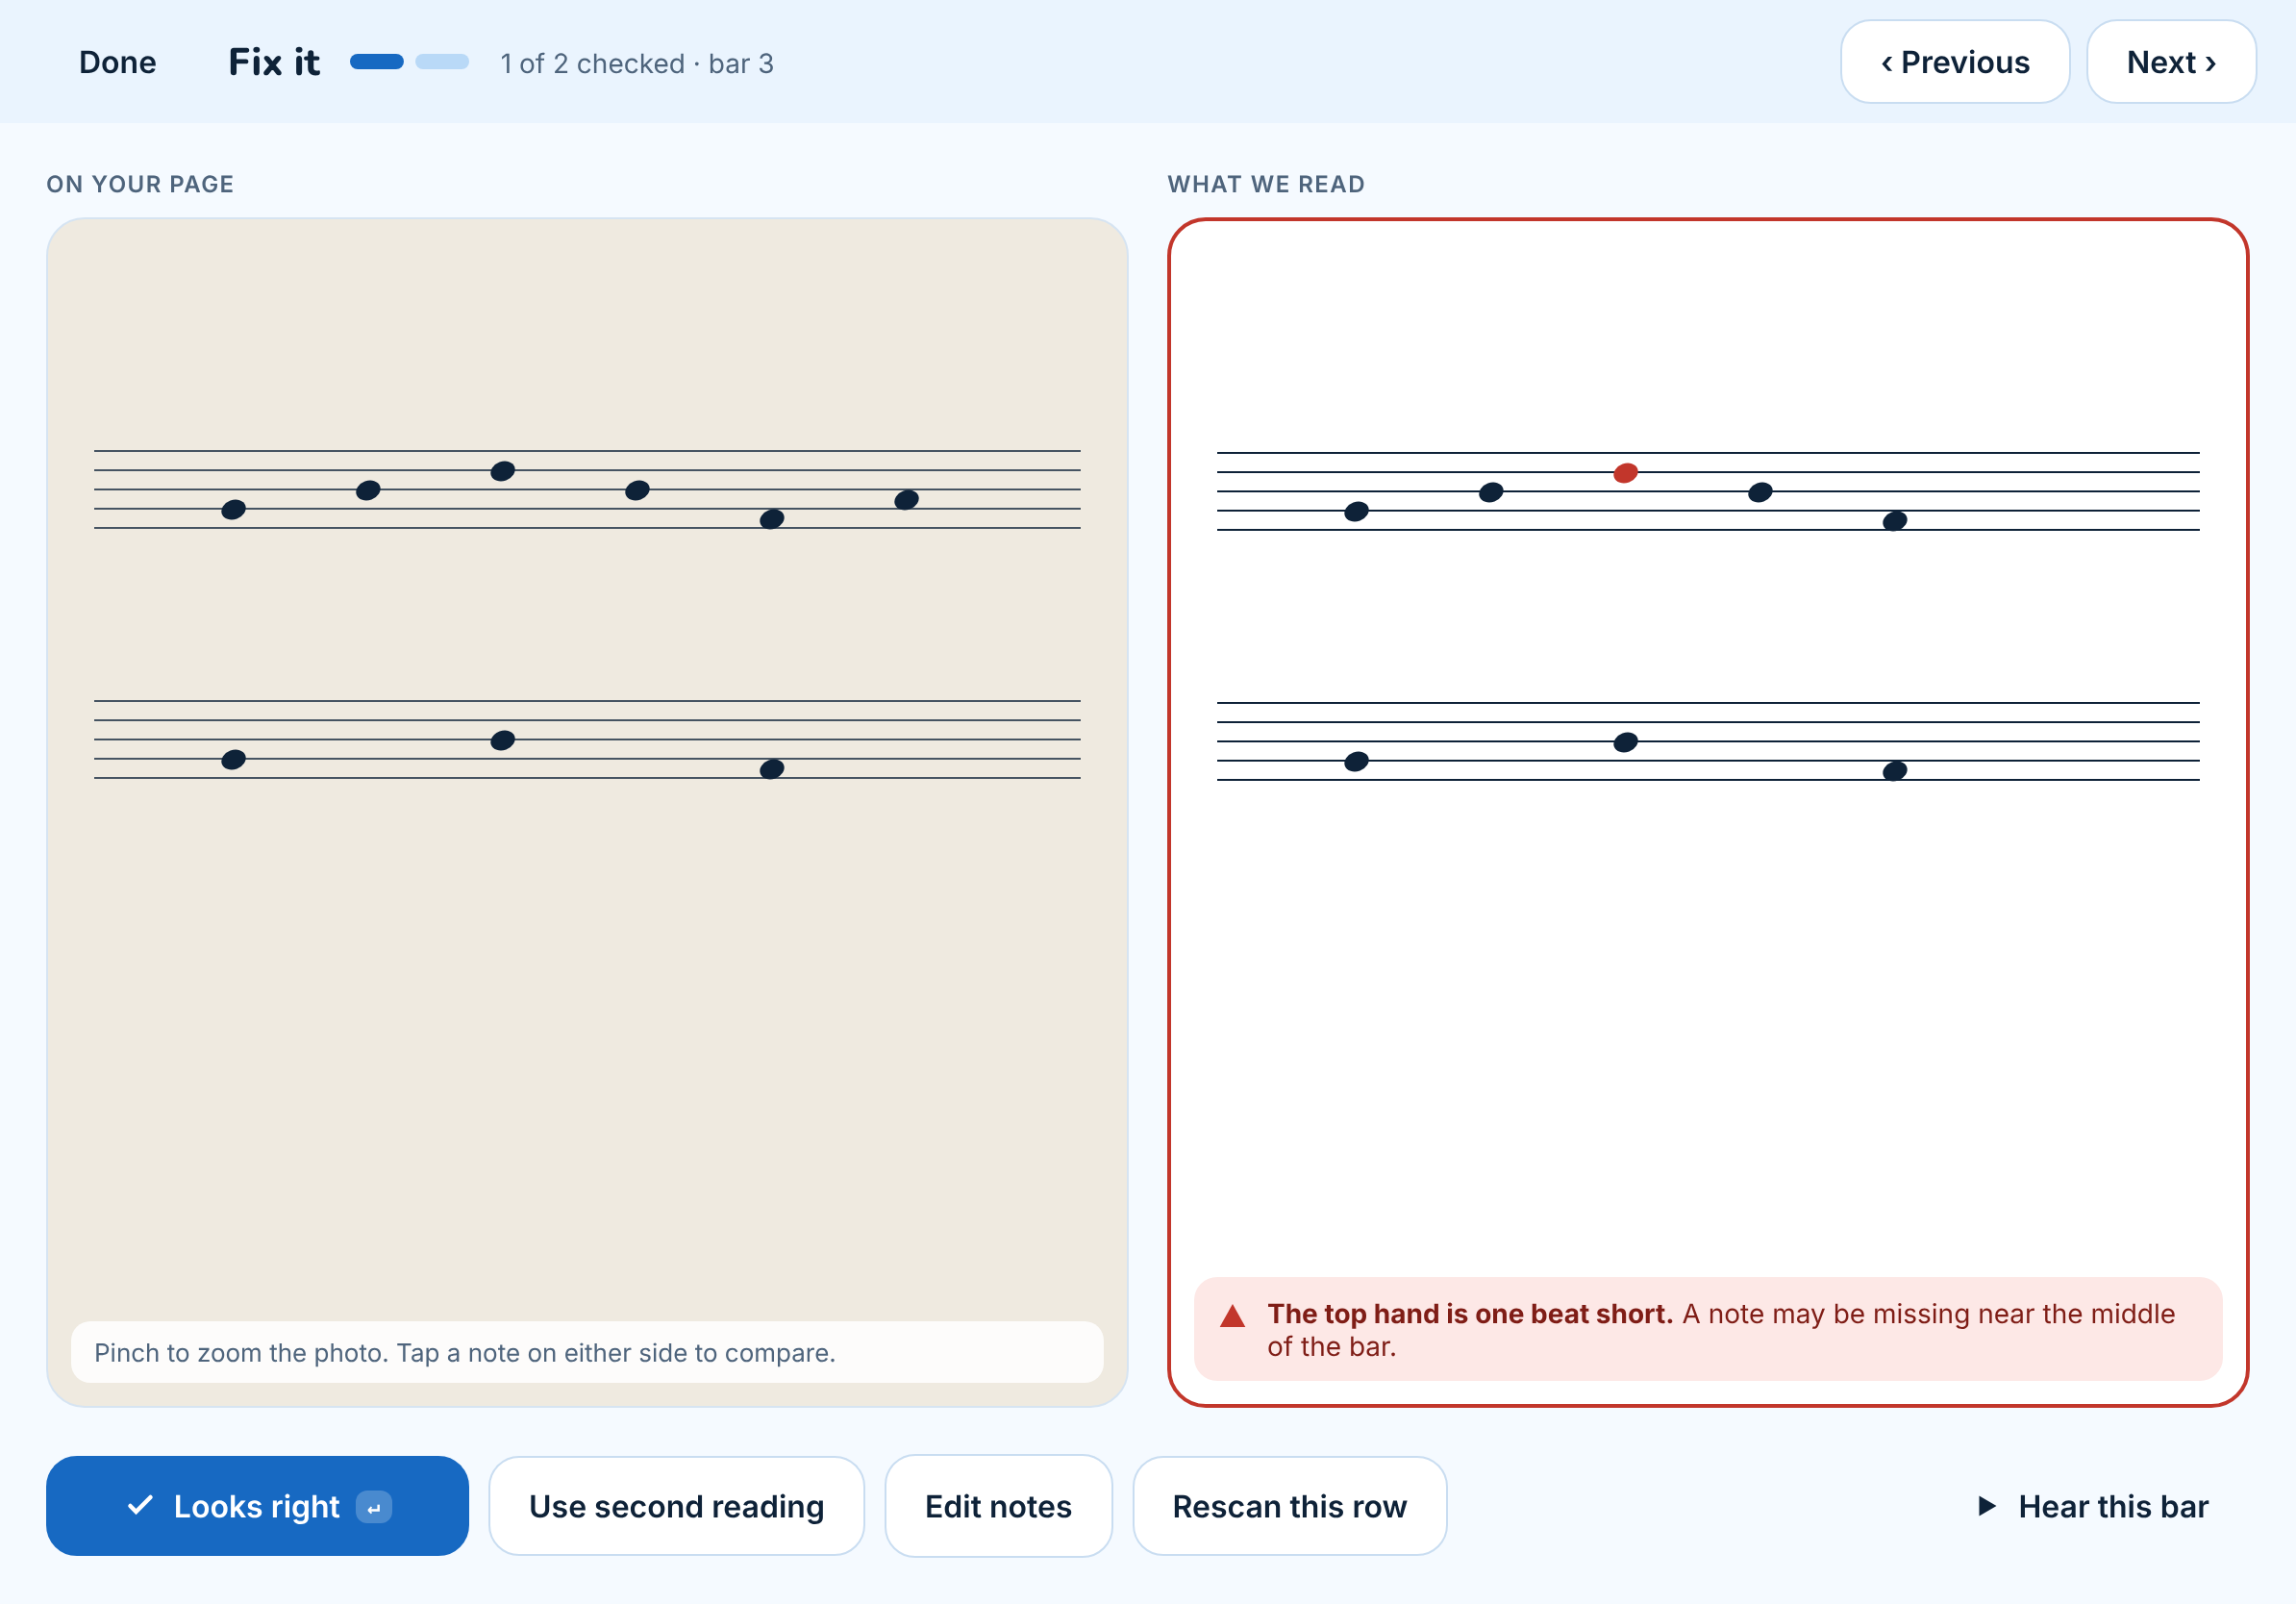 Done
Fix it
1 of 2 checked · bar 3
‹ Previous
Next ›
ON YOUR PAGE
WHAT WE READ
Pinch to zoom the photo. Tap a note on either side to compare.
The top hand is one beat short. A note may be missing near the middle
of the bar.
✓ Looks right ↵
Use second reading
Edit notes
Rescan this row
Hear this bar